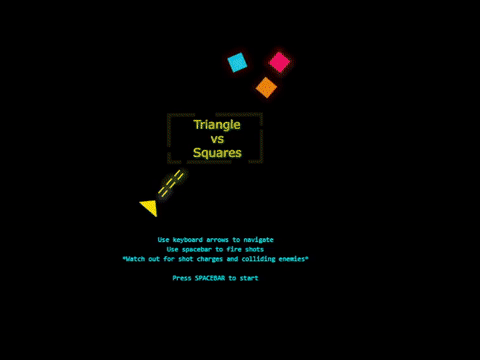 Triangle
vs
Squares
Use keyboard arrows to navigate
Use spacebar to fire shots
*Watch out for shot charges and colliding enemies*
Press SPACEBAR to start